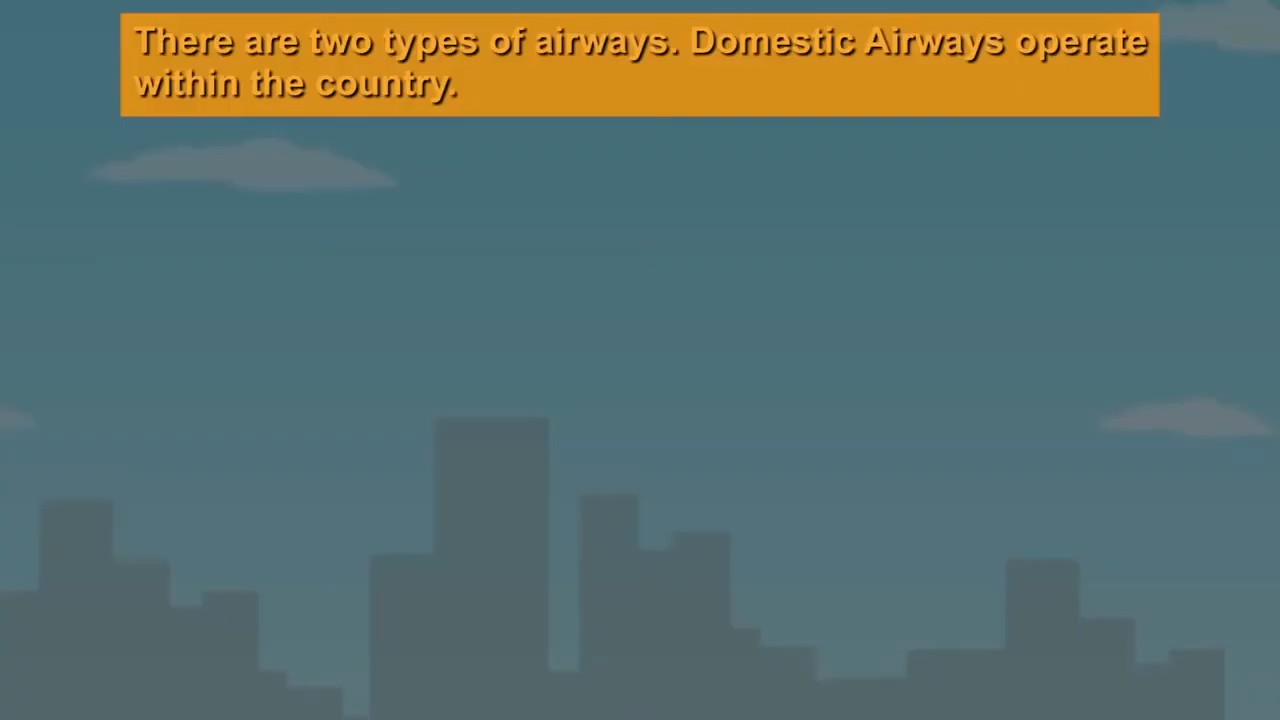 There are two types of airways. Domestic Airways operate
within the country.